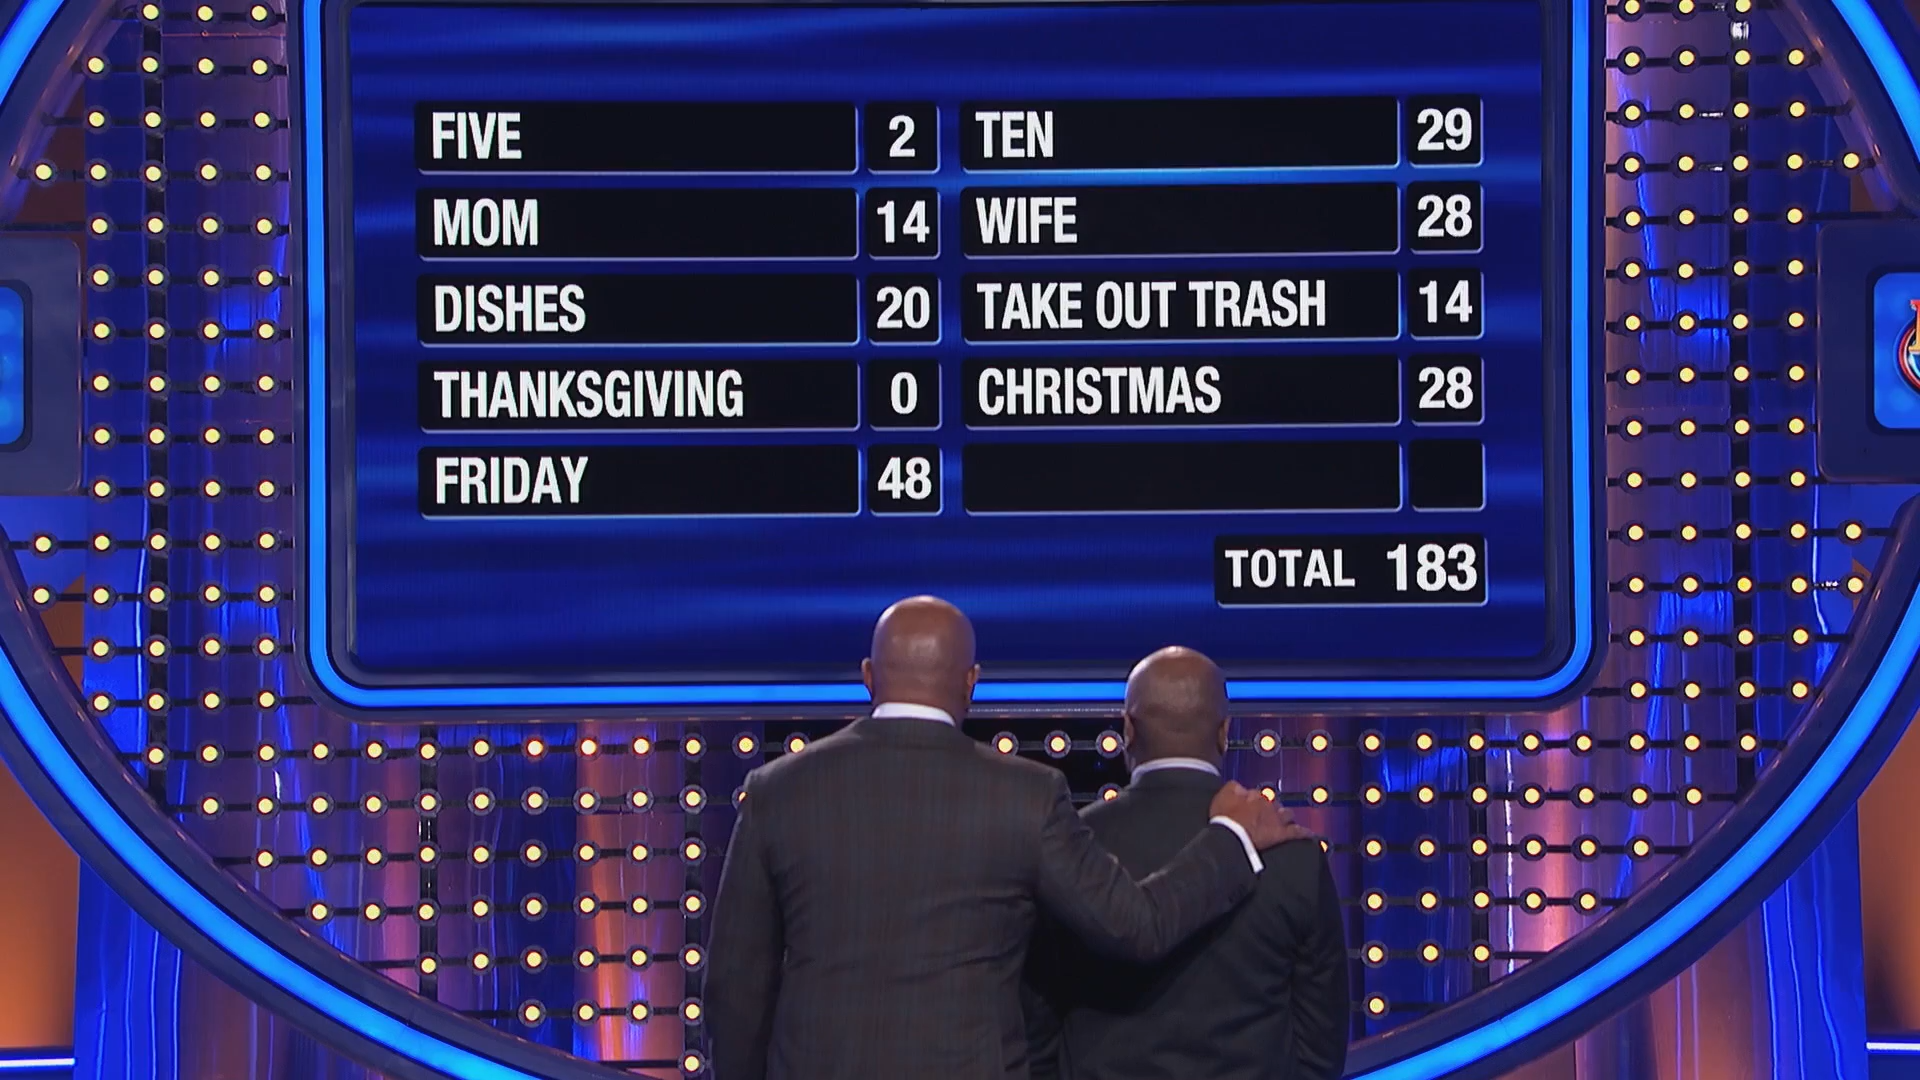 FIVE 2 TEN 29
MOM 14 WIFE 28
DISHES 20 TAKE OUT TRASH 14
THANKSGIVING 0 CHRISTMAS 28
FRIDAY 48
TOTAL 183